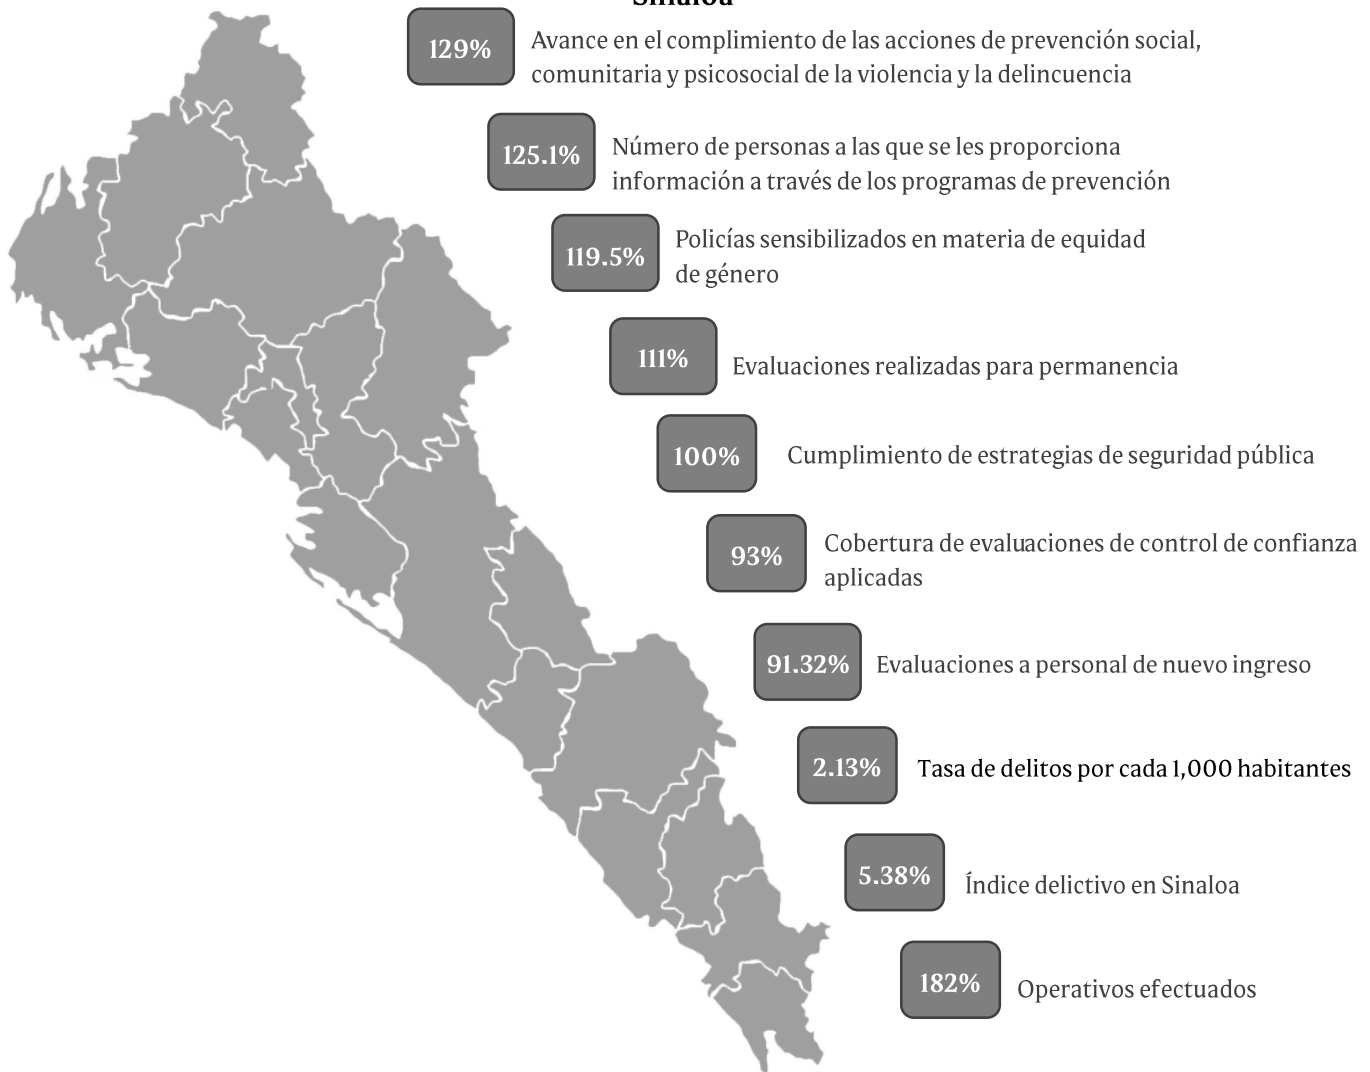 Sinaloa
129%
Avance en el complimiento de las acciones de prevención social,
comunitaria y psicosocial de la violencia y la delincuencia
125.1%
Número de personas a las que se les proporciona
información a través de los programas de prevención
119.5%
Policías sensibilizados en materia de equidad
de género
111%
Evaluaciones realizadas para permanencia
100%
Cumplimiento de estrategias de seguridad pública
93%
Cobertura de evaluaciones de control de confianza
aplicadas
91.32%
Evaluaciones a personal de nuevo ingreso
2.13%
Tasa de delitos por cada 1,000 habitantes
5.38%
Índice delictivo en Sinaloa
182%
Operativos efectuados